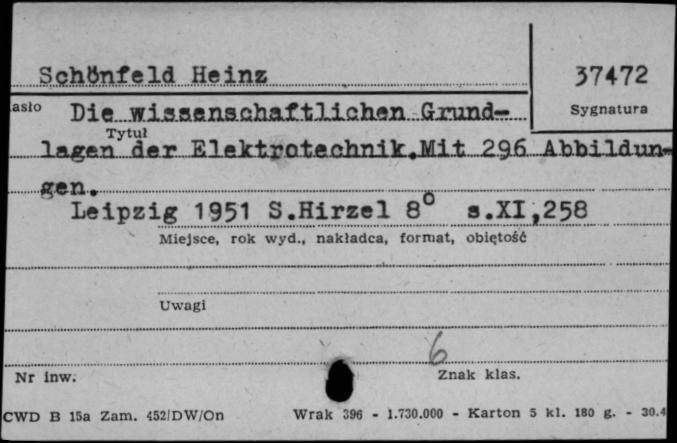 Schönfeld Heinz
37472
asło
Sygnatura
Die wissenschaftlichen Grund-
Tytuł
lagen der Elektrotechnik.Mit 296 Abbildun-
gen.
Leipzig 1951 S.Hirzel 8° s.XI,258
Miejsce, rok wyd., nakładca, format, objętość
Uwagi
6
Nr inw.
Znak klas.
CWD B 15a Zam. 452/DW/On Wrak 396 - 1.730.000 - Karton 5 kl. 180 g. - 30.4